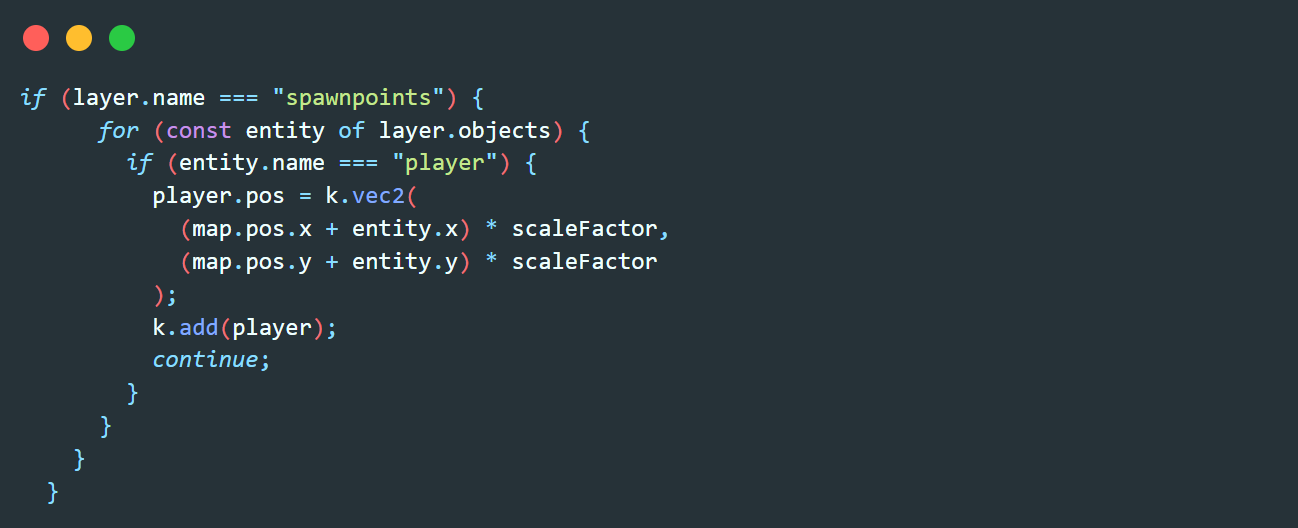 if (layer.name === "spawnpoints") {
      for (const entity of layer.objects) {
        if (entity.name === "player") {
          player.pos = k.vec2(
            (map.pos.x + entity.x) * scaleFactor,
            (map.pos.y + entity.y) * scaleFactor
          );
          k.add(player);
          continue;
        }
      }
    }
  }